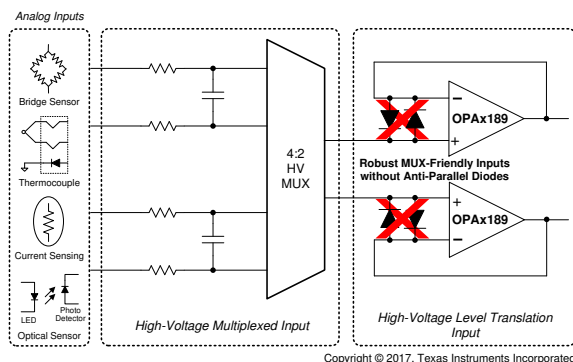 Analog Inputs
Bridge Sensor
Thermocouple
Current Sensing
LED
Photo
Detector
Optical Sensor
4:2
HV
MUX
High-Voltage Multiplexed Input
–
OPAx189
+
Robust MUX-Friendly Inputs
without Anti-Parallel Diodes
+
OPAx189
–
High-Voltage Level Translation
Input
Copyright © 2017, Texas Instruments Incorporated